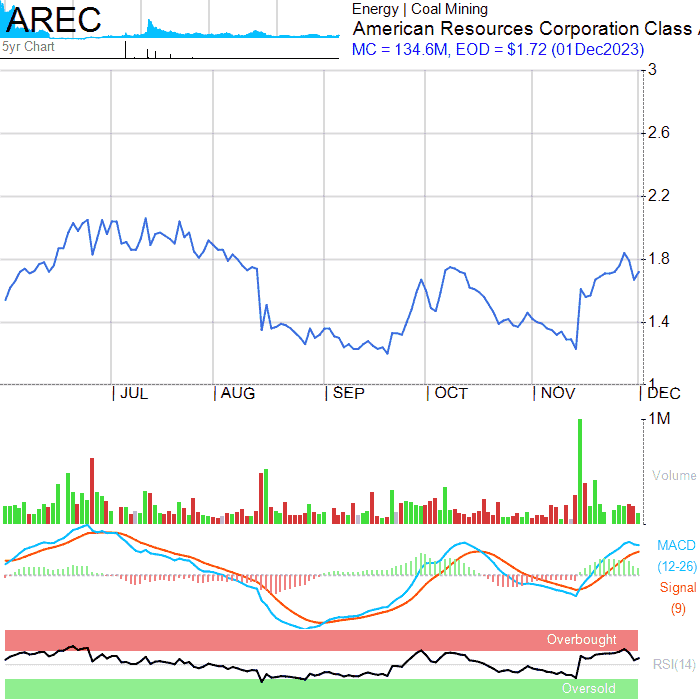 AREC
5yr Chart
Energy | Coal Mining
American Resources Corporation Class
MC = 134.6M, EOD = $1.72 (01Dec2023)
3
2.6
2.2
1.8
1.4
1
| JUL | AUG | SEP | OCT | NOV | DEC
1M
Volume
MACD
(12-26)
Signal
(9)
Overbought
RSI(14)
Oversold